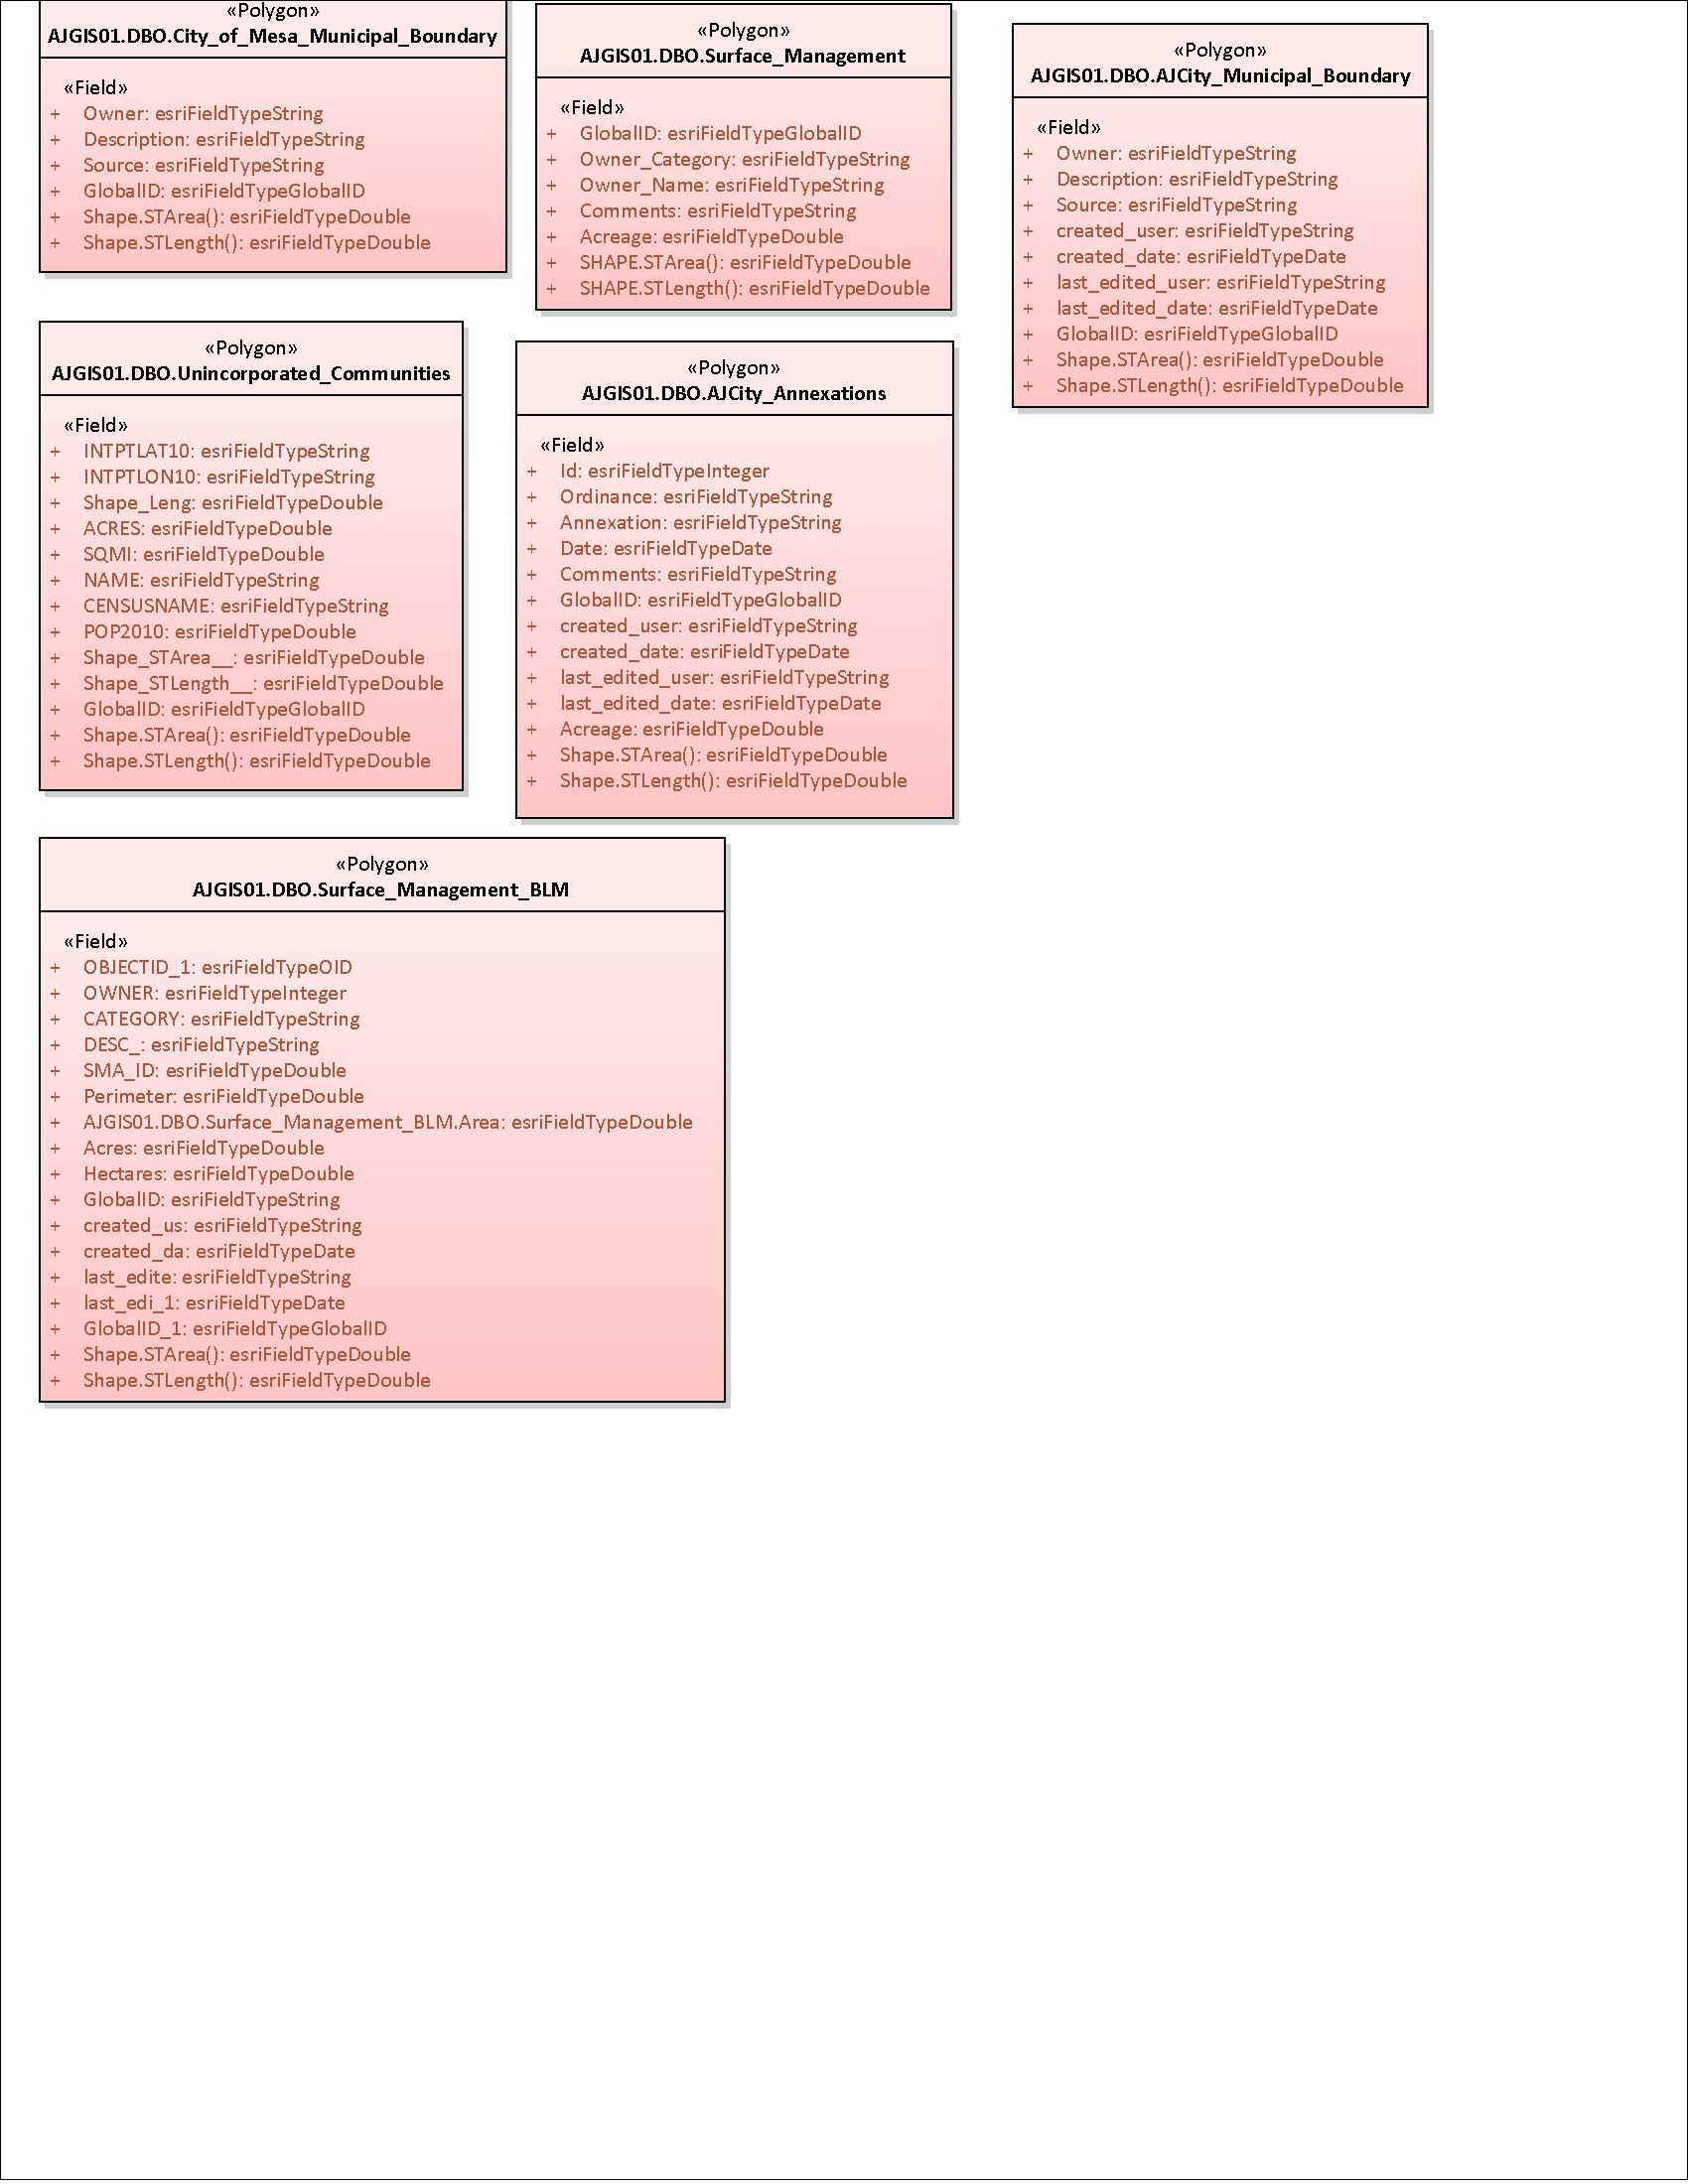 «Polygon»
AJGIS01.DBO.City_of_Mesa_Municipal_Boundary
«Field»
+ Owner: esriFieldTypeString
+ Description: esriFieldTypeString
+ Source: esriFieldTypeString
+ GlobalID: esriFieldTypeGlobalID
+ Shape.STArea(): esriFieldTypeDouble
+ Shape.STLength(): esriFieldTypeDouble
«Polygon»
AJGIS01.DBO.Surface_Management
«Field»
+ GlobalID: esriFieldTypeGlobalID
+ Owner_Category: esriFieldTypeString
+ Owner_Name: esriFieldTypeString
+ Comments: esriFieldTypeString
+ Acreage: esriFieldTypeDouble
+ SHAPE.STArea(): esriFieldTypeDouble
+ SHAPE.STLength(): esriFieldTypeDouble
«Polygon»
AJGIS01.DBO.AJCity_Municipal_Boundary
«Field»
+ Owner: esriFieldTypeString
+ Description: esriFieldTypeString
+ Source: esriFieldTypeString
+ created_user: esriFieldTypeString
+ created_date: esriFieldTypeDate
+ last_edited_user: esriFieldTypeString
+ last_edited_date: esriFieldTypeDate
+ GlobalID: esriFieldTypeGlobalID
+ Shape.STArea(): esriFieldTypeDouble
+ Shape.STLength(): esriFieldTypeDouble
«Polygon»
AJGIS01.DBO.Unincorporated_Communities
«Field»
+ INTPTLAT10: esriFieldTypeString
+ INTPTLON10: esriFieldTypeString
+ Shape_Leng: esriFieldTypeDouble
+ ACRES: esriFieldTypeDouble
+ SQMI: esriFieldTypeDouble
+ NAME: esriFieldTypeString
+ CENSUSNAME: esriFieldTypeString
+ POP2010: esriFieldTypeDouble
+ Shape_STArea__: esriFieldTypeDouble
+ Shape_STLength__: esriFieldTypeDouble
+ GlobalID: esriFieldTypeGlobalID
+ Shape.STArea(): esriFieldTypeDouble
+ Shape.STLength(): esriFieldTypeDouble
«Polygon»
AJGIS01.DBO.AJCity_Annexations
«Field»
+ Id: esriFieldTypeInteger
+ Ordinance: esriFieldTypeString
+ Annexation: esriFieldTypeString
+ Date: esriFieldTypeDate
+ Comments: esriFieldTypeString
+ GlobalID: esriFieldTypeGlobalID
+ created_user: esriFieldTypeString
+ created_date: esriFieldTypeDate
+ last_edited_user: esriFieldTypeString
+ last_edited_date: esriFieldTypeDate
+ Acreage: esriFieldTypeDouble
+ Shape.STArea(): esriFieldTypeDouble
+ Shape.STLength(): esriFieldTypeDouble
«Polygon»
AJGIS01.DBO.Surface_Management_BLM
«Field»
+ OBJECTID_1: esriFieldTypeOID
+ OWNER: esriFieldTypeInteger
+ CATEGORY: esriFieldTypeString
+ DESC_: esriFieldTypeString
+ SMA_ID: esriFieldTypeDouble
+ Perimeter: esriFieldTypeDouble
+ AJGIS01.DBO.Surface_Management_BLM.Area: esriFieldTypeDouble
+ Acres: esriFieldTypeDouble
+ Hectares: esriFieldTypeDouble
+ GlobalID: esriFieldTypeString
+ created_us: esriFieldTypeString
+ created_da: esriFieldTypeDate
+ last_edite: esriFieldTypeString
+ last_edi_1: esriFieldTypeDate
+ GlobalID_1: esriFieldTypeGlobalID
+ Shape.STArea(): esriFieldTypeDouble
+ Shape.STLength(): esriFieldTypeDouble